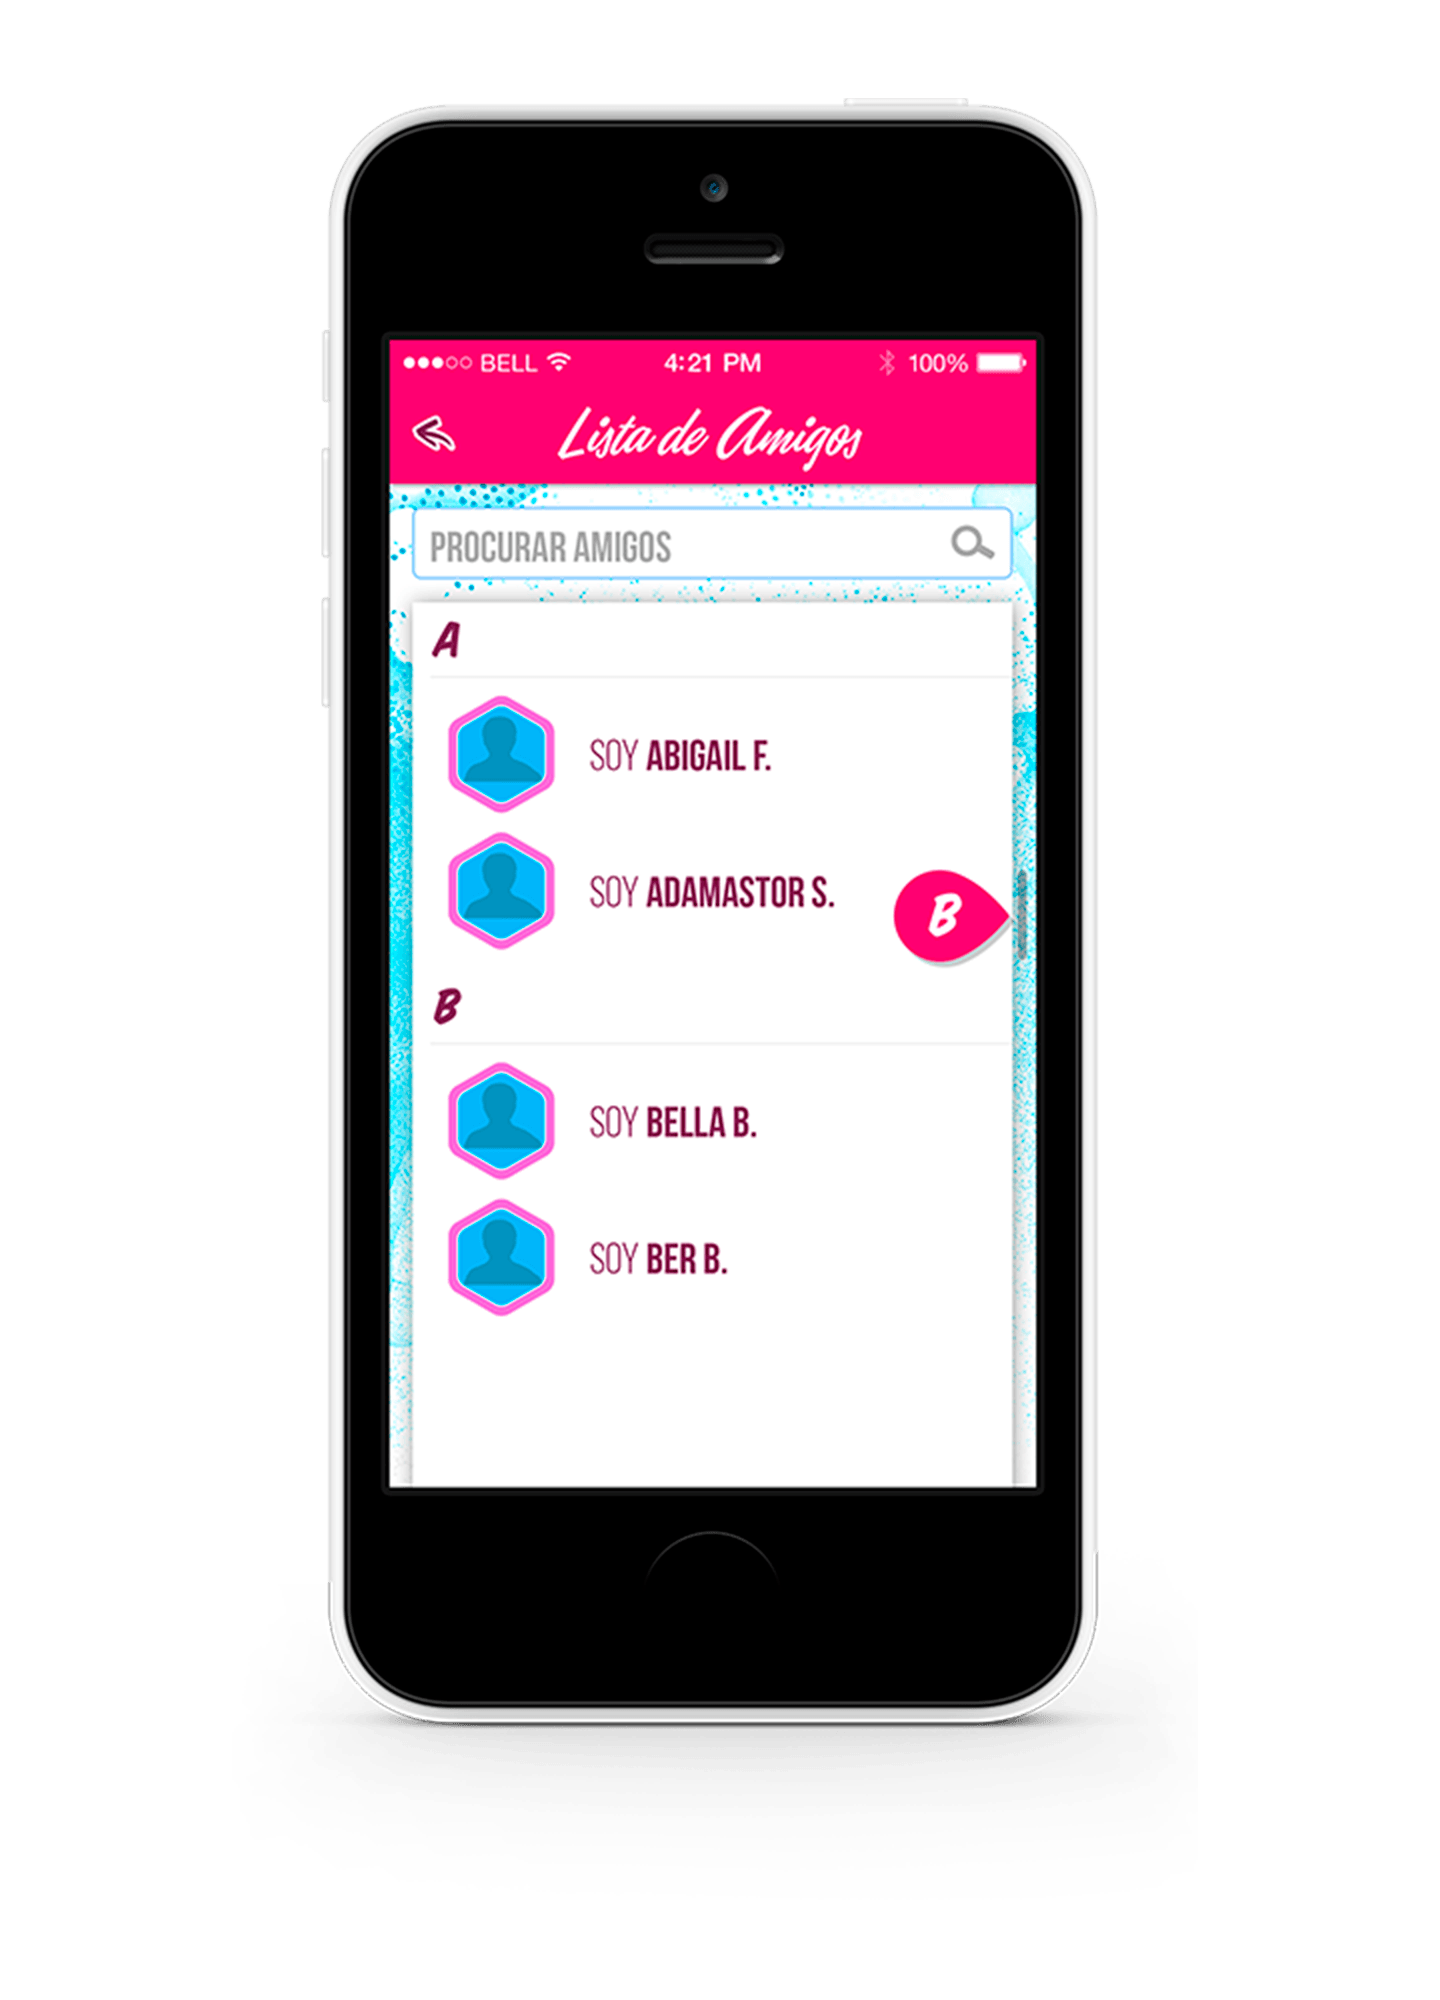 BELL 4:21 PM 100%
Lista de Amigos
PROCURAR AMIGOS
A
SOY ABIGAIL F.
SOY ADAMASTOR S.
B
B
SOY BELLA B.
SOY BER B.